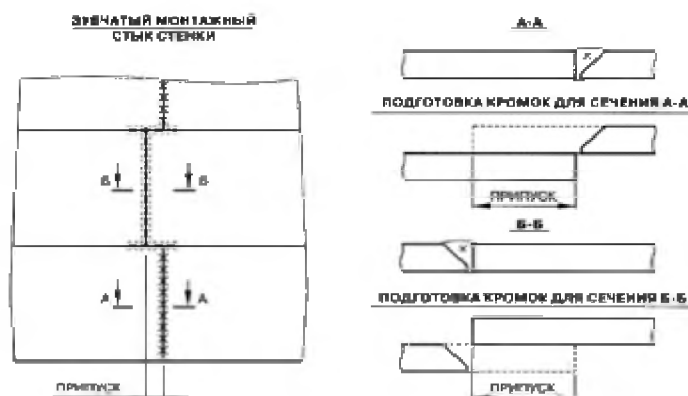 ЗУБЧАТЫЙ МОНТАЖНЫЙ
СТЫК СТЕНКИ
Б Б
А А
ПРИПУСК
А-А
ПОДГОТОВКА КРОМОК ДЛЯ СЕЧЕНИЯ А-А
ПРИПУСК
Б-Б
ПОДГОТОВКА КРОМОК ДЛЯ СЕЧЕНИЯ Б-Б
ПРИПУСК